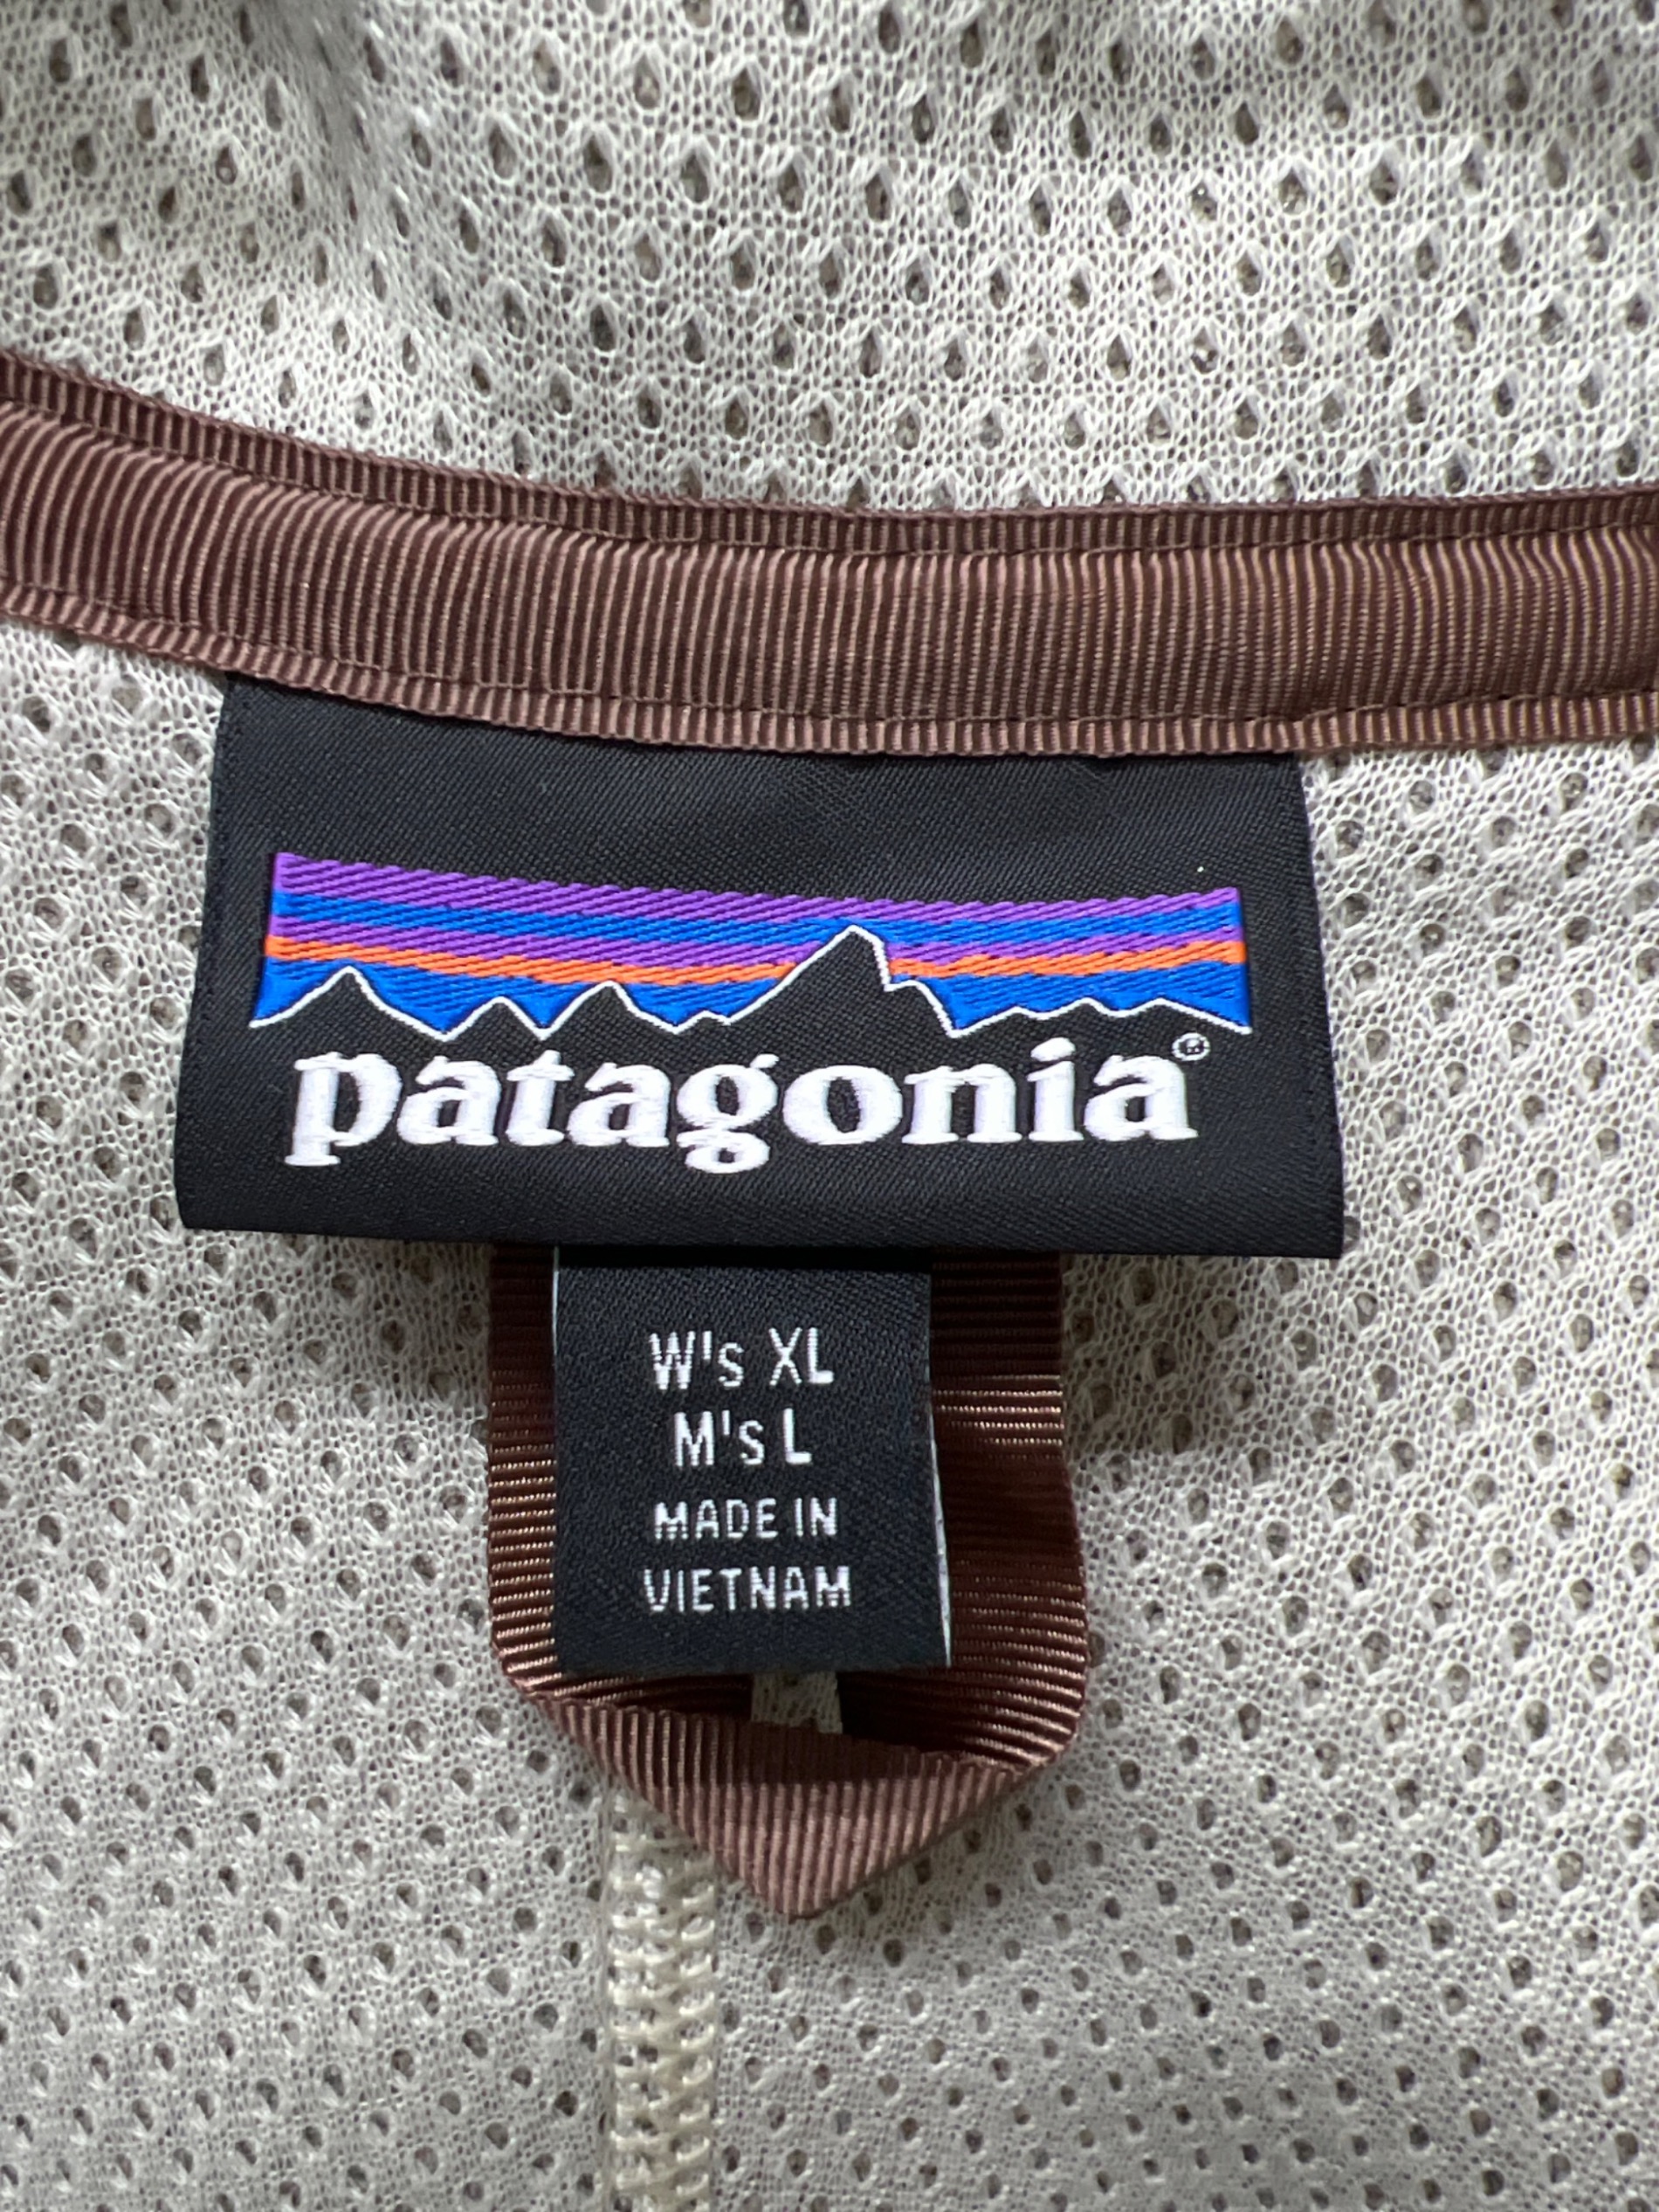 patagonia®
W's XL
M's L
MADE IN
VIETNAM